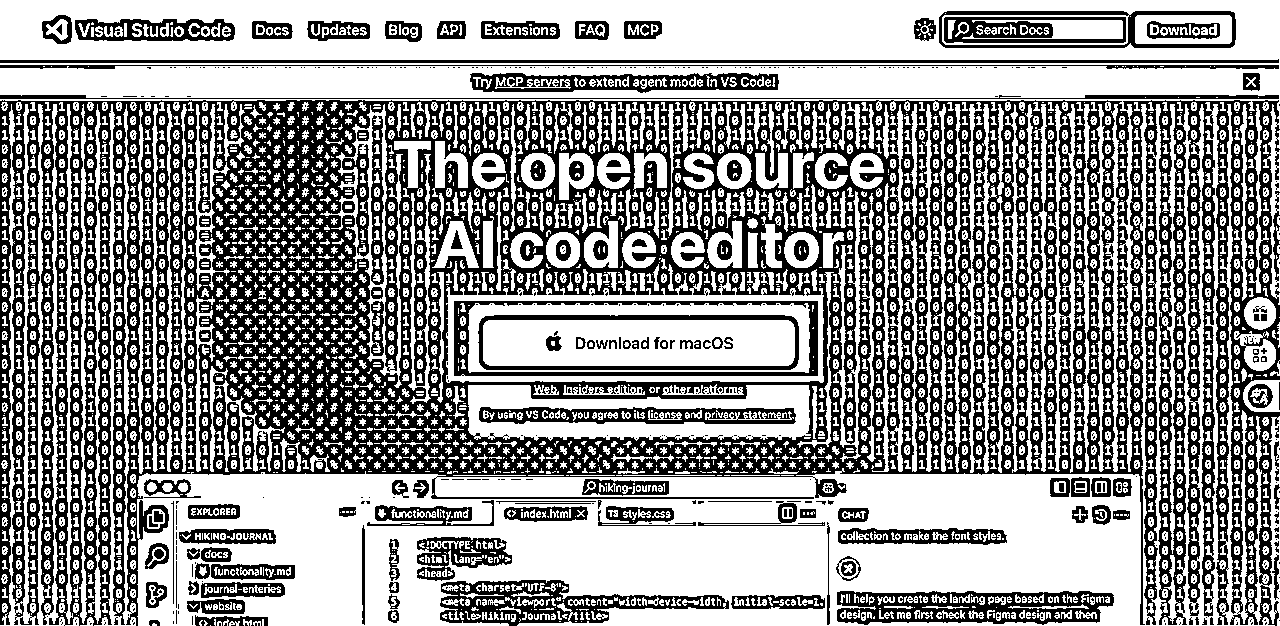 Visual Studio Code Docs Updates Blog API Extensions FAQ MCP Search Docs Download
Try MCP servers to extend agent mode in VS Code!
The open source
AI code editor
Download for macOS
Web, Insiders edition, or other platforms
By using VS Code, you agree to its license and privacy statement.
NEW
hiking-journal
EXPLORER
HIKING-JOURNAL
docs
functionality.md
journal-enteries
website
index.html
functionality.md index.html styles.css
1 <!DOCTYPE html>
2 <html lang="en">
3 <head>
4 <meta charset="UTF-8">
5 <meta name="viewport" content="width=device-width, initial-scale=1.
6 <title>Hiking Journal</title>
CHAT
collection to make the font styles.
I'll help you create the landing page based on the Figma
design. Let me first check the Figma design and then